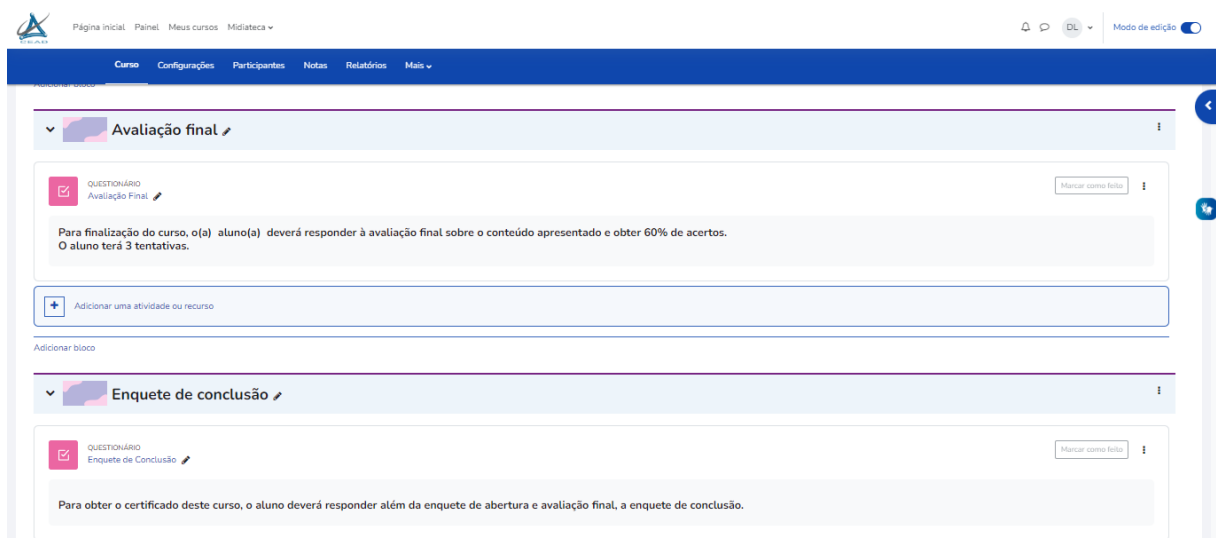 CEAD
Página inicial Painel Meus cursos Midiateca
DL
Modo de edição
Curso Configurações Participantes Notas Relatórios Mais
Adicionar bloco
Avaliação final
QUESTIONÁRIO
Avaliação Final
Marcar como feito
Para finalização do curso, o(a) aluno(a) deverá responder à avaliação final sobre o conteúdo apresentado e obter 60% de acertos.
O aluno terá 3 tentativas.
Adicionar uma atividade ou recurso
Adicionar bloco
Enquete de conclusão
QUESTIONÁRIO
Enquete de Conclusão
Marcar como feito
Para obter o certificado deste curso, o aluno deverá responder além da enquete de abertura e avaliação final, a enquete de conclusão.